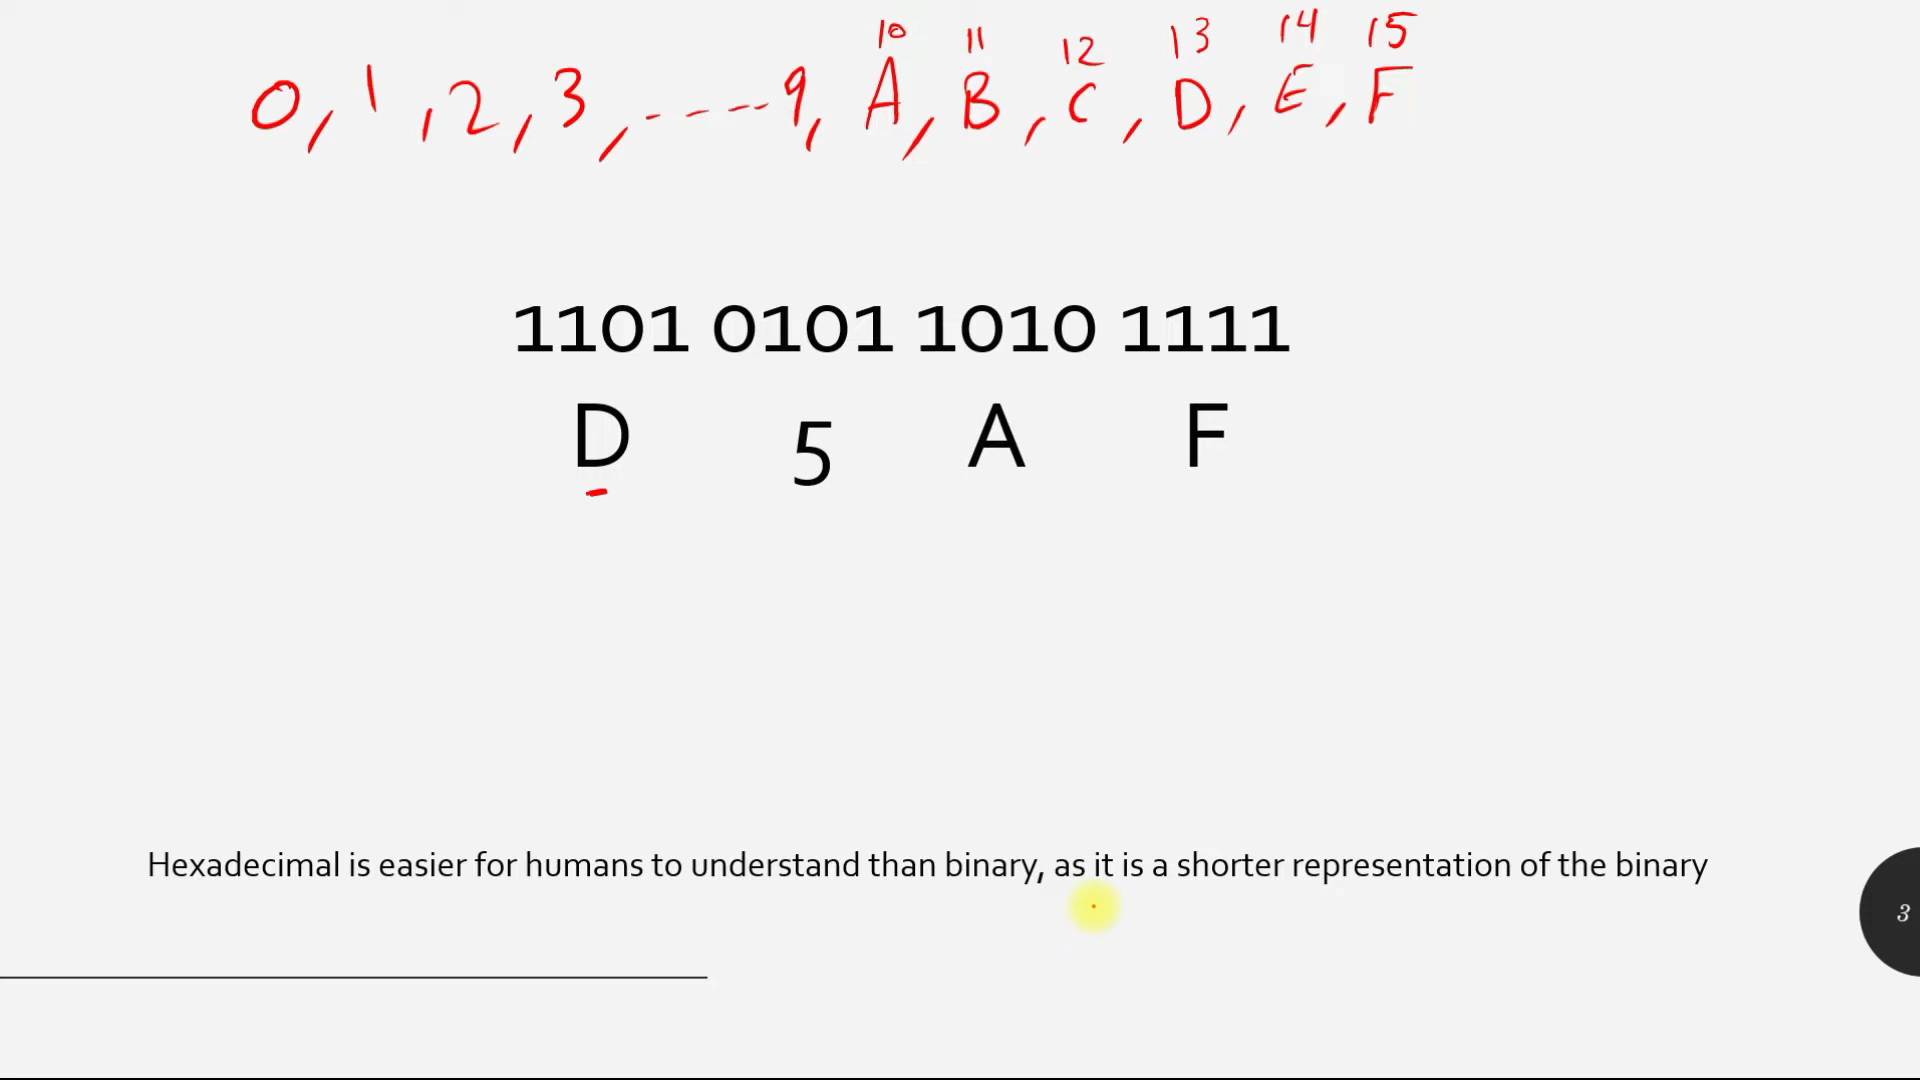 10 11 12 13 14 15
0, 1, 2, 3, ------9, A, B, C, D, E, F
1101 0101 1010 1111
D 5 A F
Hexadecimal is easier for humans to understand than binary, as it is a shorter representation of the binary
3